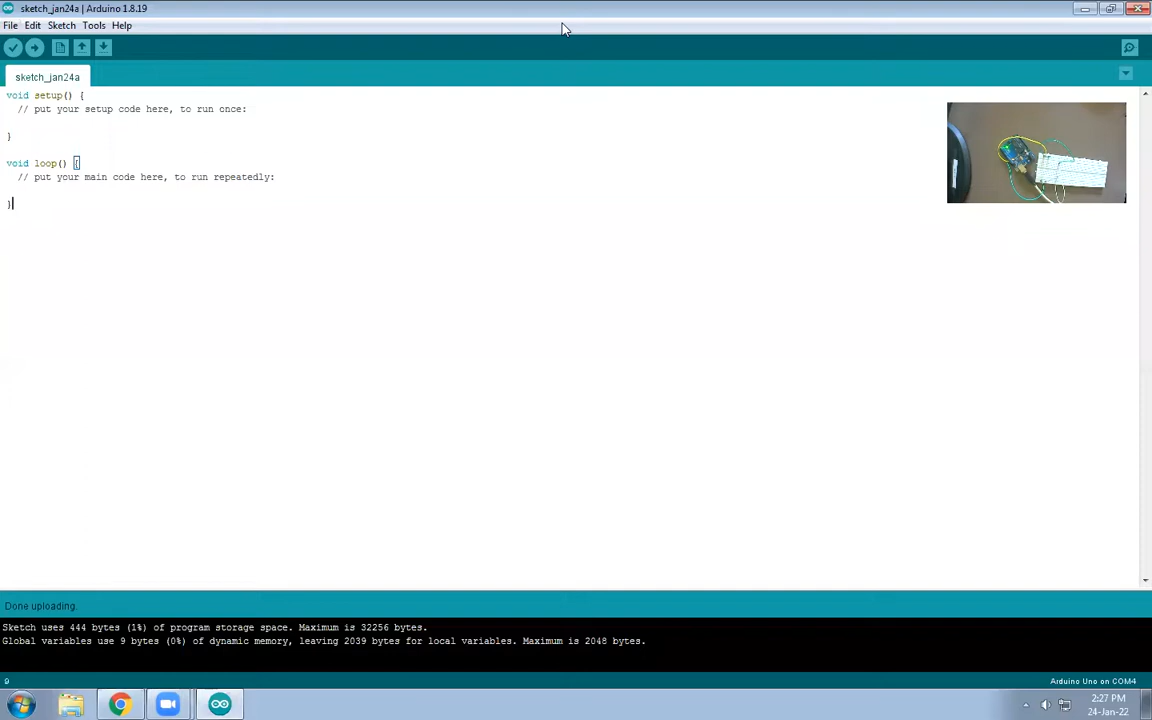 sketch_jan24a | Arduino 1.8.19
File Edit Sketch Tools Help
sketch_jan24a
void setup() {
// put your setup code here, to run once:
}
void loop() {
// put your main code here, to run repeatedly:
}
Done uploading.
Sketch uses 444 bytes (1%) of program storage space. Maximum is 32256 bytes.
Global variables use 9 bytes (0%) of dynamic memory, leaving 2039 bytes for local variables. Maximum is 2048 bytes.
9
Arduino Uno on COM4
2:27 PM
24-Jan-22